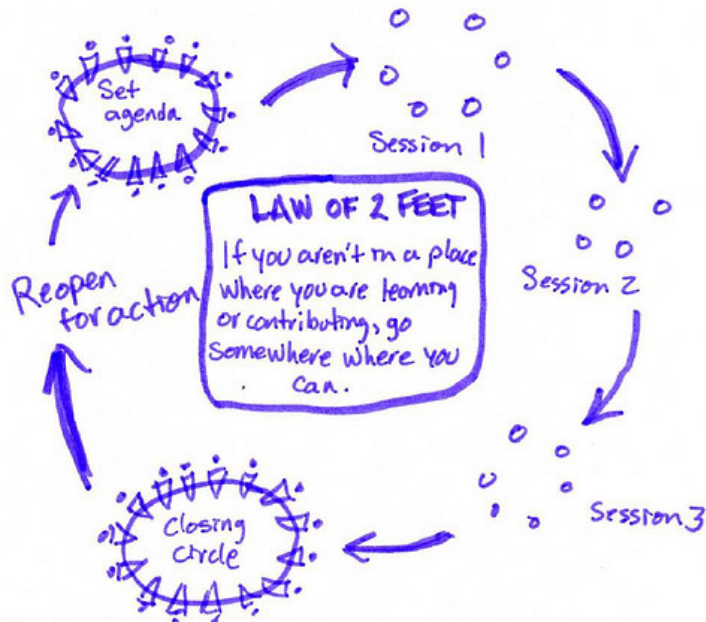 Set
agenda
Session 1
LAW OF 2 FEET
If you aren't in a place
where you are learning
or contributing, go
Somewhere where you
can.
Session 2
Session 3
Closing
Circle
Reopen
for action